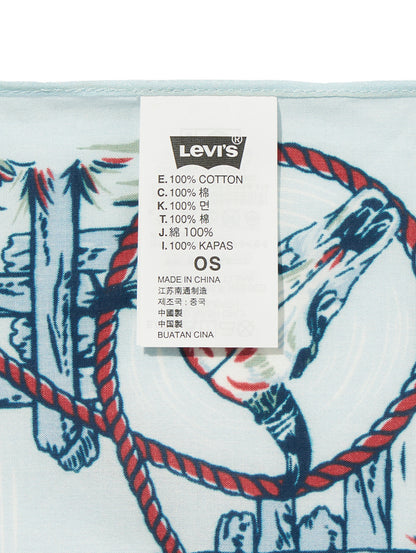 LEVI'S®
E. 100% COTTON
C. 100% 棉
K. 100% 면
T. 100% 棉
J. 綿 100%
I. 100% KAPAS
OS
MADE IN CHINA
江苏南通制造
제조국 : 중국
中國製
中国製
BUATAN CINA